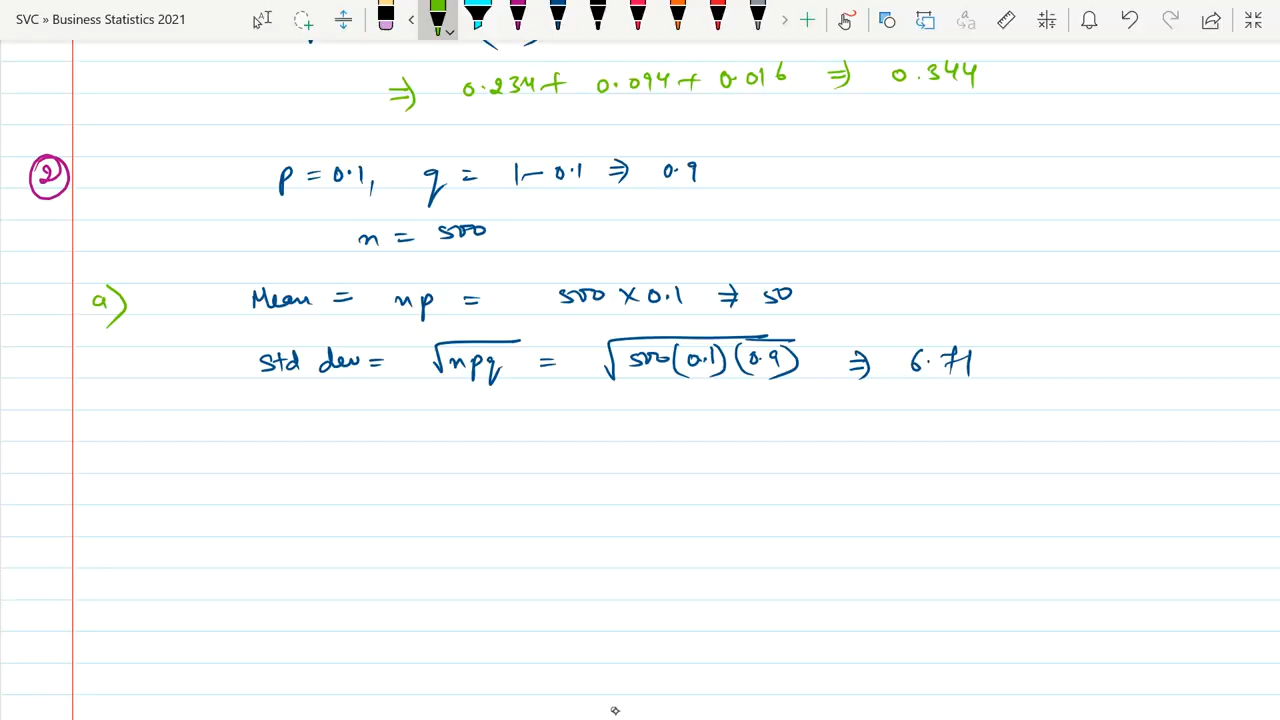 SVC » Business Statistics 2021
⇒ 0.234 + 0.094 + 0.016 ⇒ 0.344
2 p = 0.1, q = 1 - 0.1 ⇒ 0.9
n = 500
a) Mean = np = 500 × 0.1 ⇒ 50
Std dev = √npq = √500(0.1)(0.9) ⇒ 6.71